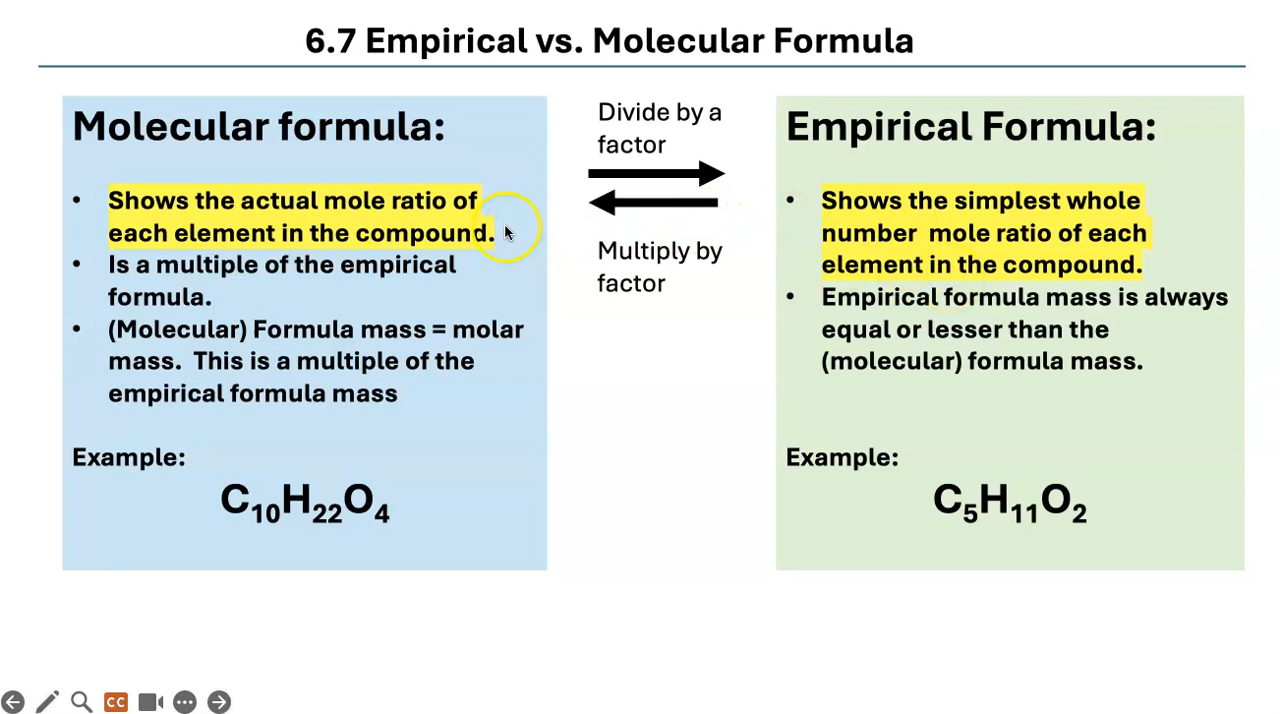 6.7 Empirical vs. Molecular Formula
Molecular formula:
• Shows the actual mole ratio of
each element in the compound.
• Is a multiple of the empirical
formula.
• (Molecular) Formula mass = molar
mass. This is a multiple of the
empirical formula mass
Example:
C₁₀H₂₂O₄
Divide by a
factor
Multiply by
factor
Empirical Formula:
• Shows the simplest whole
number mole ratio of each
element in the compound.
• Empirical formula mass is always
equal or lesser than the
(molecular) formula mass.
Example:
C₅H₁₁O₂
CC